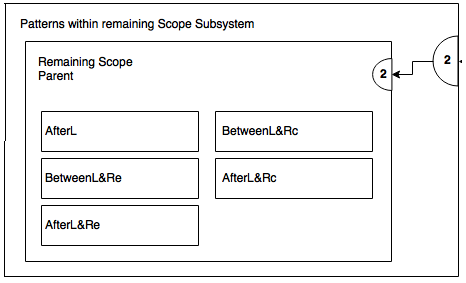 Patterns within remaining Scope Subsystem
Remaining Scope
Parent
2
2
AfterL
BetweenL&Rc
BetweenL&Re
AfterL&Rc
AfterL&Re